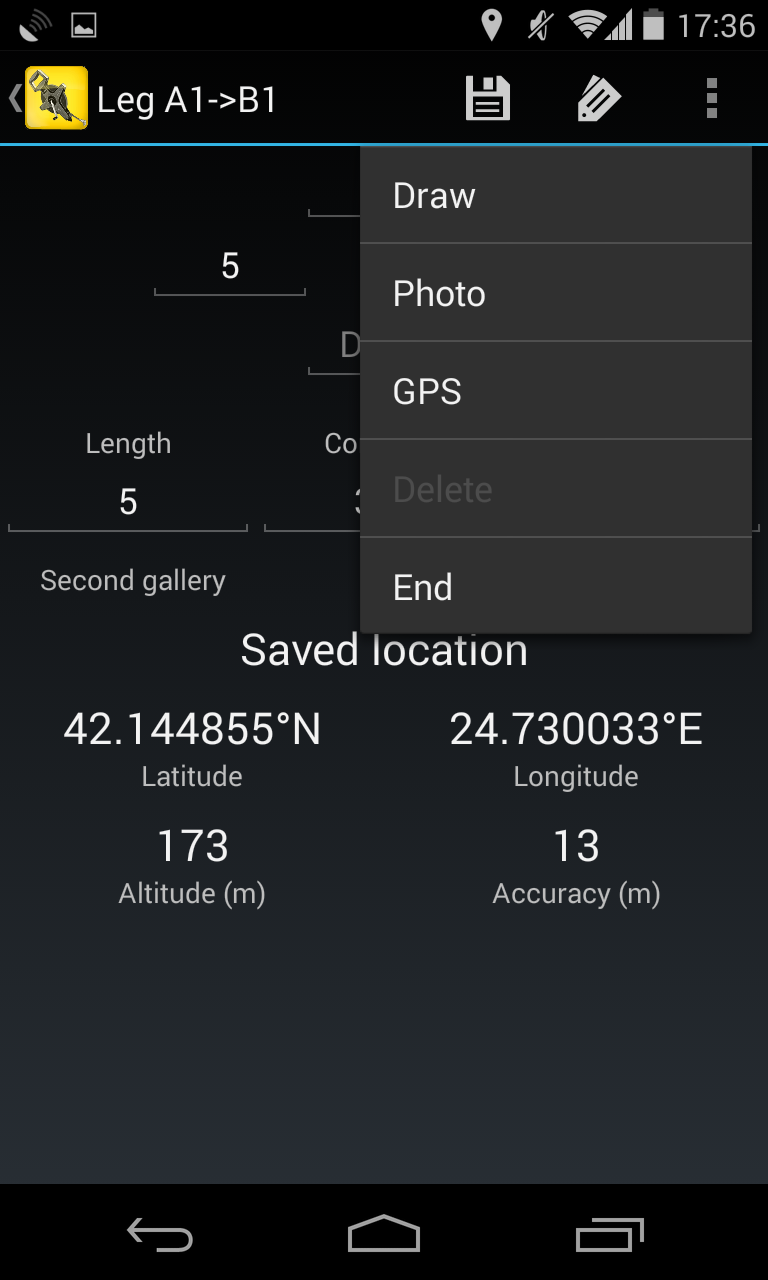 17:36
Leg A1->B1
Draw
5
Photo
D
GPS
Length
Co
5
Delete
Second gallery
End
Saved location
42.144855°N 24.730033°E
Latitude Longitude
173 13
Altitude (m) Accuracy (m)